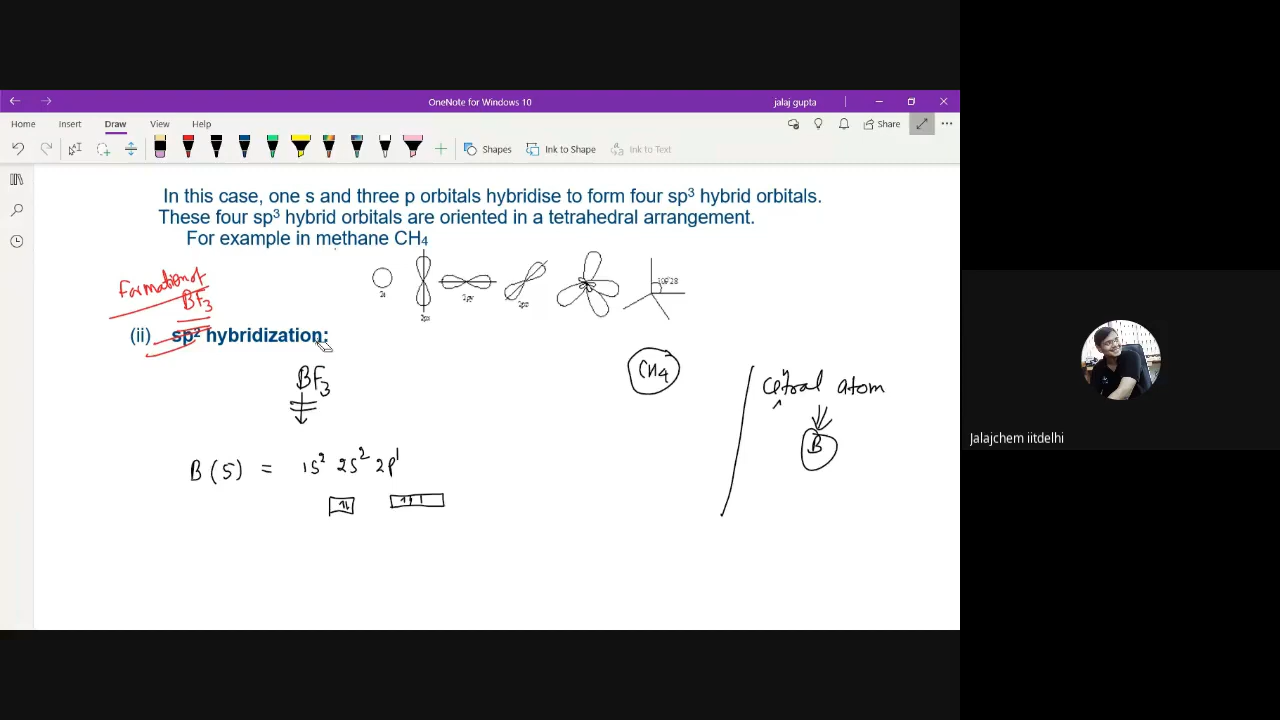 OneNote for Windows 10
jalaj gupta
Home Insert Draw View Help
Share
Shapes Ink to Shape Ink to Text
In this case, one s and three p orbitals hybridise to form four sp³ hybrid orbitals.
These four sp³ hybrid orbitals are oriented in a tetrahedral arrangement.
For example in methane CH₄
Formation of
BF₃
(ii) sp² hybridization:
BF₃
CH₄
Cetral atom
n
B
B(5) = 1s² 2s² 2p¹
Jalajchem iitdelhi